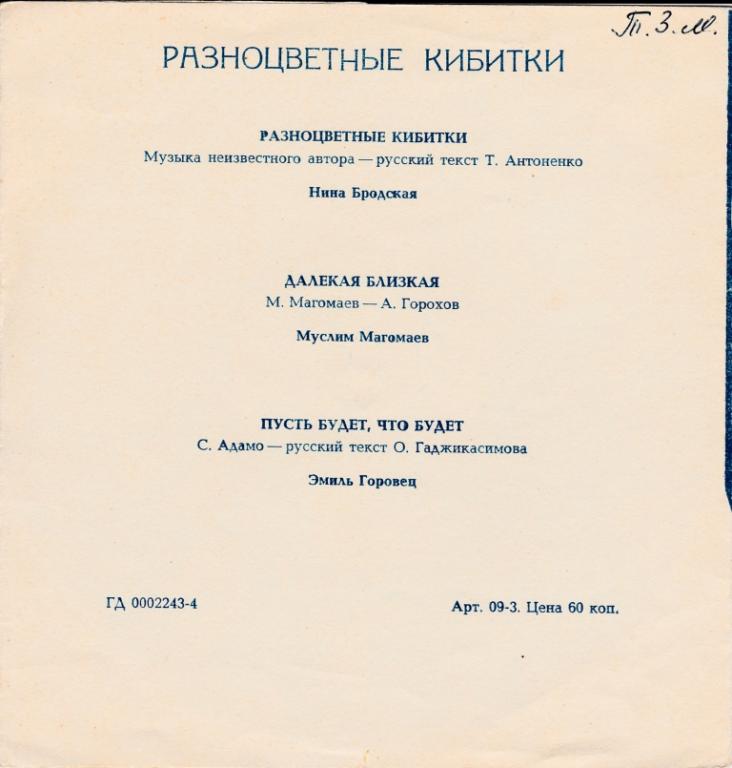 Т. З. М.
РАЗНОЦВЕТНЫЕ КИБИТКИ
РАЗНОЦВЕТНЫЕ КИБИТКИ
Музыка неизвестного автора — русский текст Т. Антоненко
Нина Бродская
ДАЛЕКАЯ БЛИЗКАЯ
М. Магомаев — А. Горохов
Муслим Магомаев
ПУСТЬ БУДЕТ, ЧТО БУДЕТ
С. Адамо — русский текст О. Гаджикасимова
Эмиль Горовец
ГД 0002243-4
Арт. 09-3. Цена 60 коп.